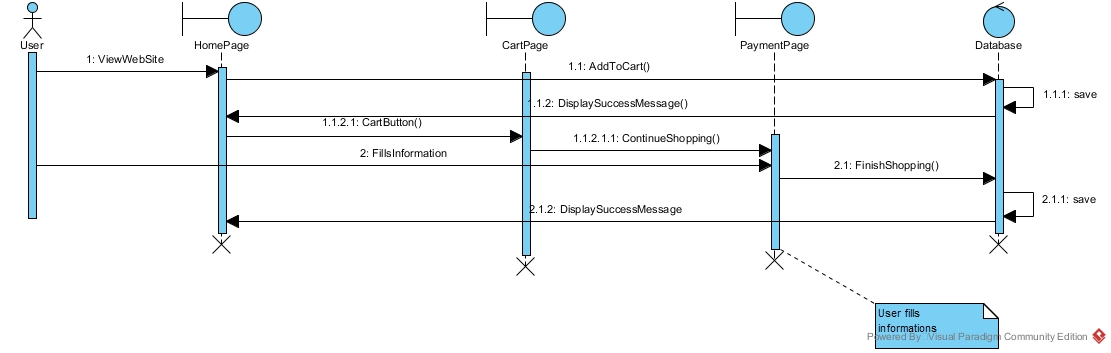 User
HomePage
CartPage
PaymentPage
Database
1: ViewWebSite
1.1: AddToCart()
1.1.1: save
1.1.2: DisplaySuccessMessage()
1.1.2.1: CartButton()
1.1.2.1.1: ContinueShopping()
2: FillsInformation
2.1: FinishShopping()
2.1.1: save
2.1.2: DisplaySuccessMessage
User fills
informations
Powered By Visual Paradigm Community Edition